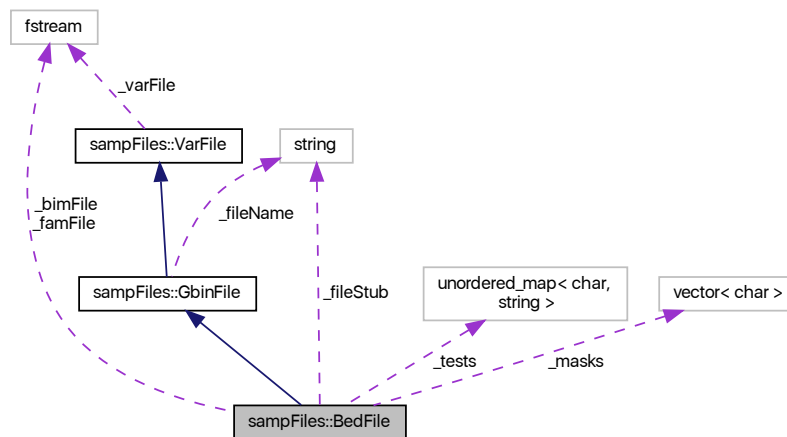 fstream
_varFile
sampFiles::VarFile
string
_bimFile
_famFile
_fileName
sampFiles::GbinFile
_fileStub
unordered_map< char,
string >
vector< char >
_tests
_masks
sampFiles::BedFile